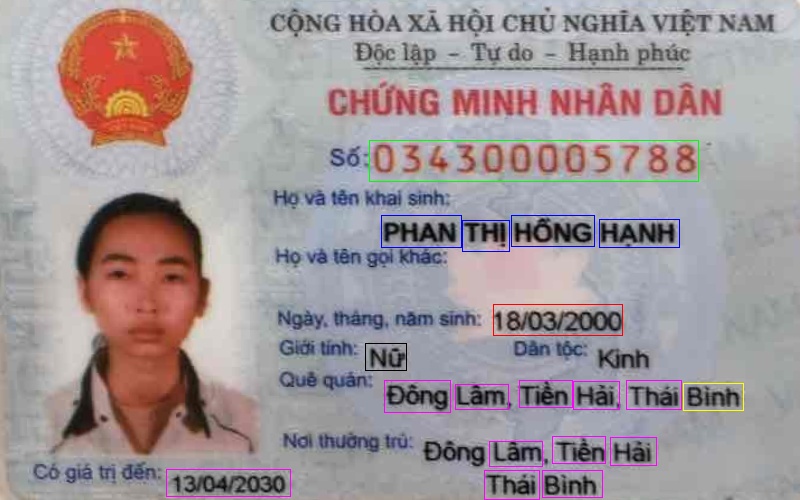 CỘNG HÒA XÃ HỘI CHỦ NGHĨA VIỆT NAM
Độc lập - Tự do - Hạnh phúc
CHỨNG MINH NHÂN DÂN
Số: 034300005788
Họ và tên khai sinh:
PHAN THỊ HỒNG HẠNH
Họ và tên gọi khác:
Ngày, tháng, năm sinh: 18/03/2000
Giới tính: Nữ Dân tộc: Kinh
Quê quán: Đông Lâm, Tiền Hải, Thái Bình
Nơi thường trú: Đông Lâm, Tiền Hải
Thái Bình
Có giá trị đến: 13/04/2030